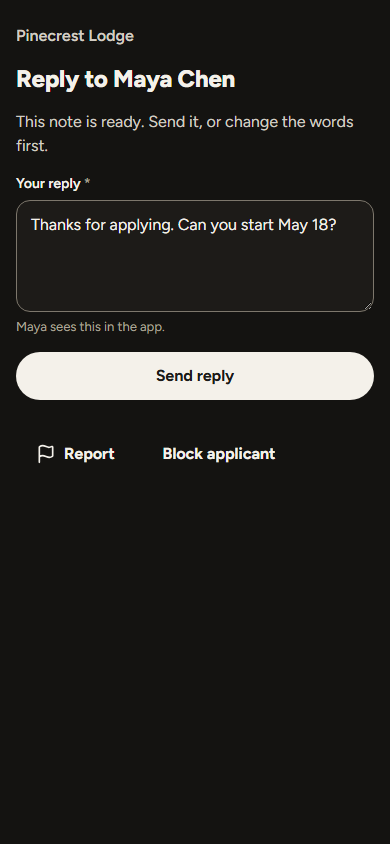 Pinecrest Lodge
Reply to Maya Chen
This note is ready. Send it, or change the words
first.
Your reply *
Thanks for applying. Can you start May 18?
Maya sees this in the app.
Send reply
Report
Block applicant